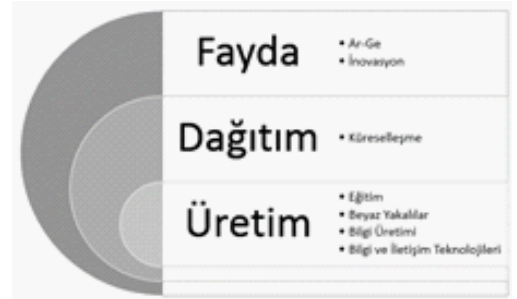 Fayda
• Ar-Ge
• İnovasyon
Dağıtım
• Küreselleşme
Üretim
• Eğitim
• Beyaz Yakalılar
• Bilgi Üretimi
• Bilgi ve İletişim Teknolojileri